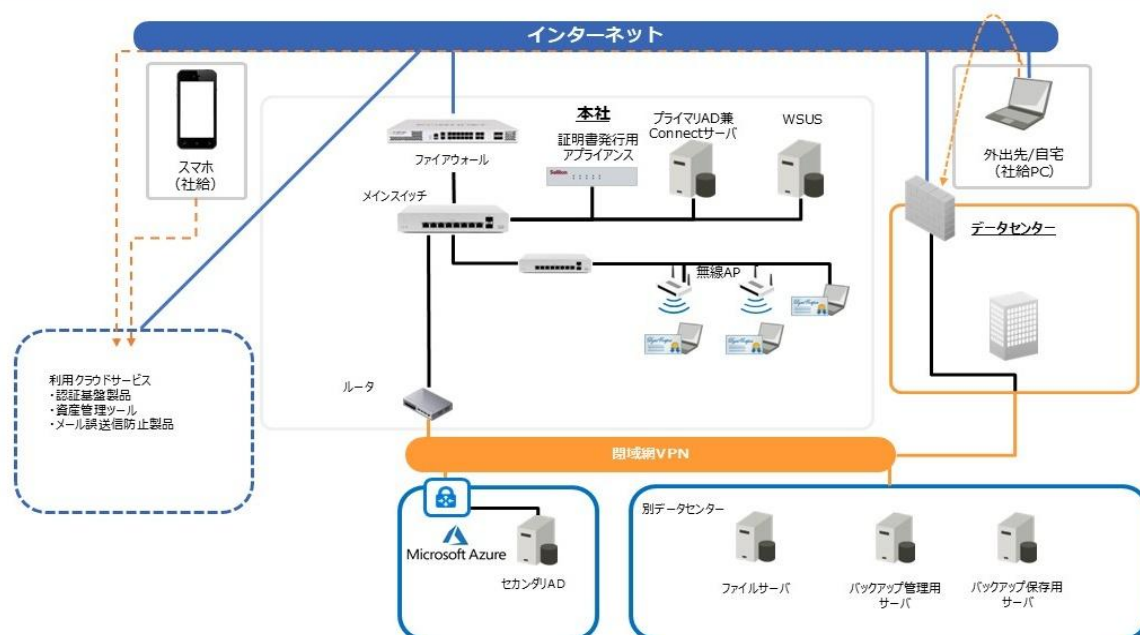 インターネット
スマホ
(社給)
本社
ファイアウォール
証明書発行用
アプライアンス
プライマリAD兼
Connectサーバ
WSUS
外出先/自宅
(社給PC)
メインスイッチ
データセンター
無線AP
利用クラウドサービス
・認証基盤製品
・資産管理ツール
・メール誤送信防止製品
ルータ
閉域網VPN
Microsoft Azure
セカンダリAD
別データセンター
ファイルサーバ
バックアップ管理用
サーバ
バックアップ保存用
サーバ